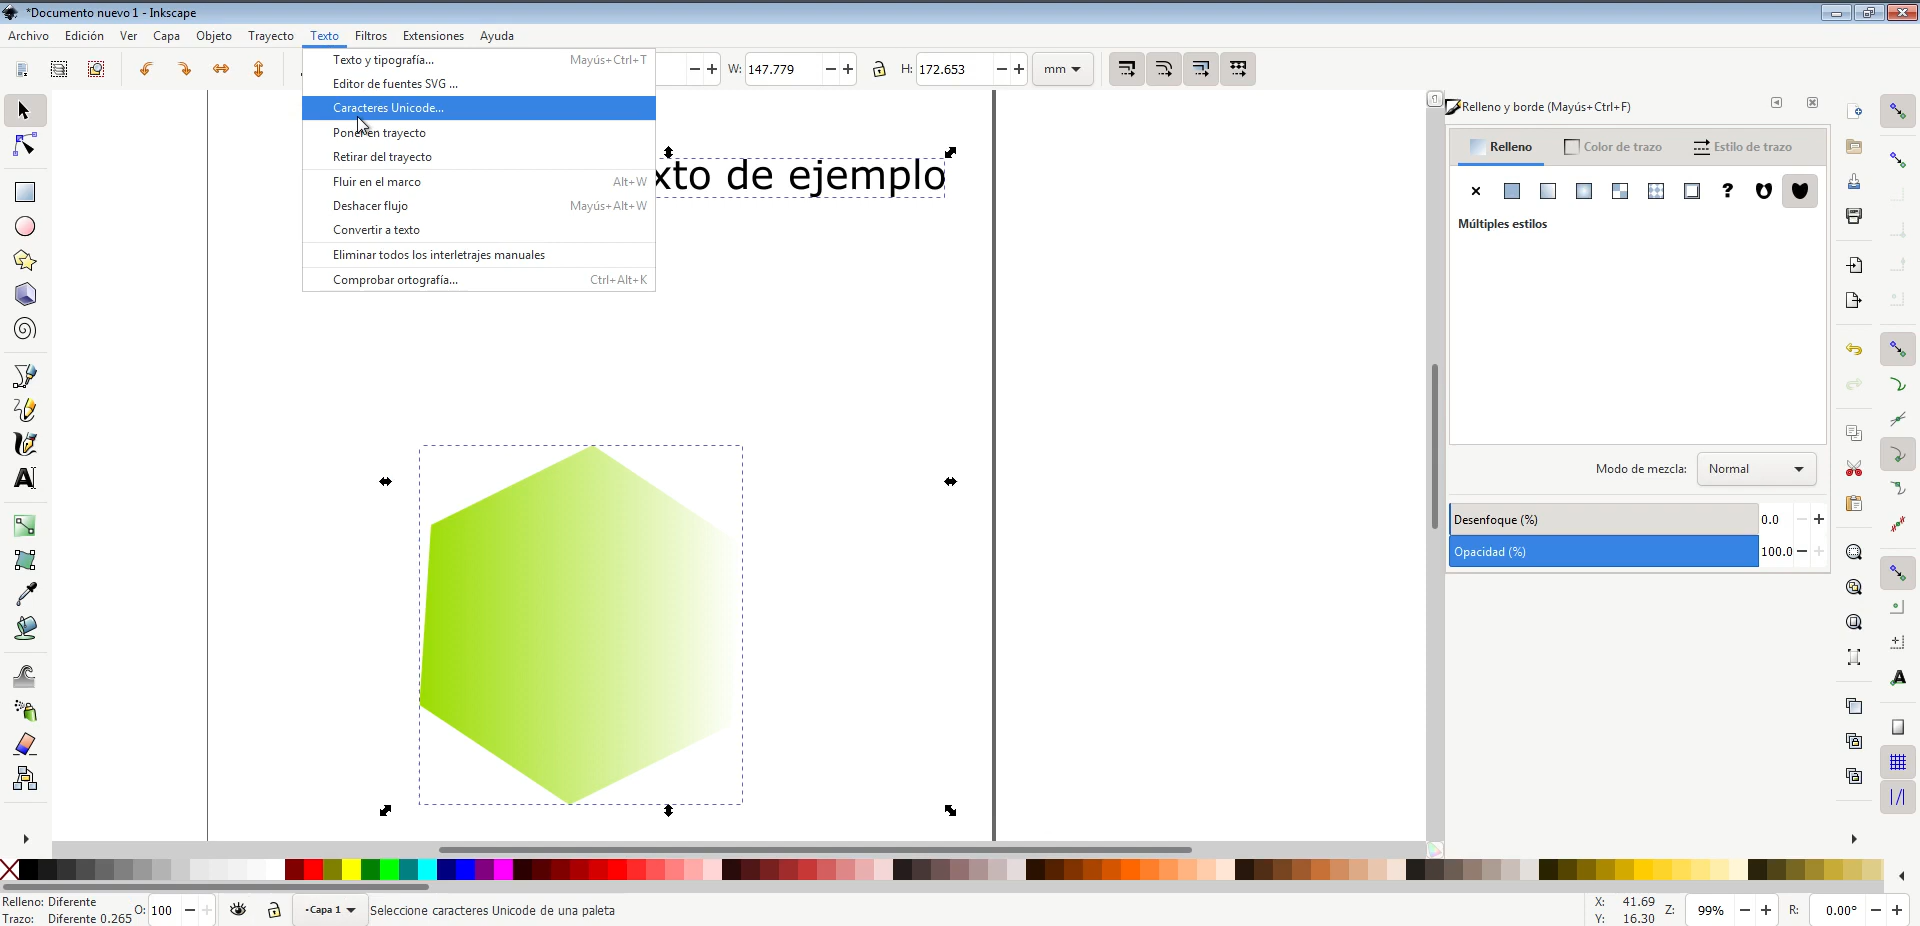 *Documento nuevo 1 - Inkscape
Archivo Edición Ver Capa Objeto Trayecto Texto Filtros Extensiones Ayuda
W: 147.779 H: 172.653 mm
Texto y tipografía... Mayús+Ctrl+T
Editor de fuentes SVG ...
Caracteres Unicode...
Poner en trayecto
Retirar del trayecto
Fluir en el marco Alt+W
Deshacer flujo Mayús+Alt+W
Convertir a texto
Eliminar todos los interletrajes manuales
Comprobar ortografía... Ctrl+Alt+K
xto de ejemplo
Relleno y borde (Mayús+Ctrl+F)
Relleno Color de trazo Estilo de trazo
Múltiples estilos
Modo de mezcla: Normal
Desenfoque (%) 0.0
Opacidad (%) 100.0
Relleno: Diferente
Trazo: Diferente 0.265
O: 100
Capa 1
Seleccione caracteres Unicode de una paleta
X: 41.69
Y: 16.30
Z: 99%
R: 0.00°